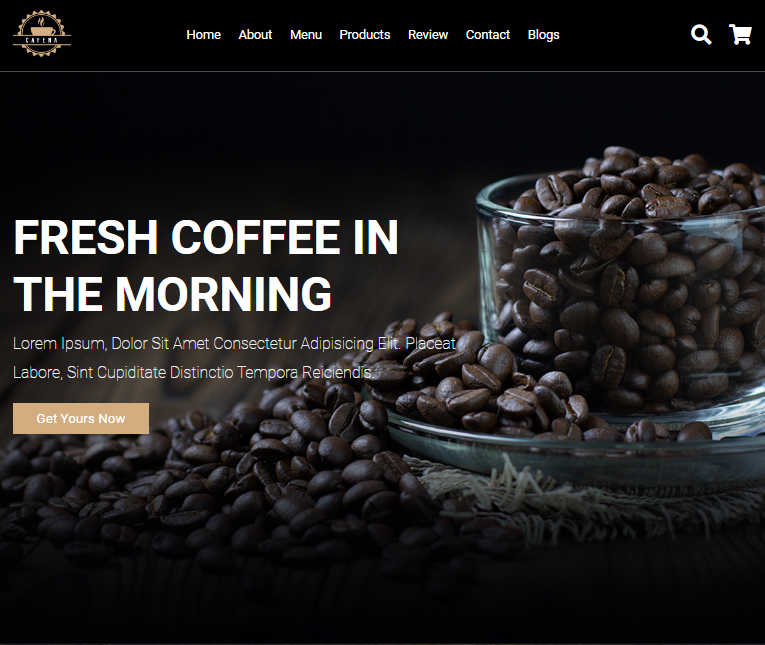 CAFENA
Home About Menu Products Review Contact Blogs
FRESH COFFEE IN
THE MORNING
Lorem Ipsum, Dolor Sit Amet Consectetur Adipisicing Elit. Placeat
Labore, Sint Cupiditate Distinctio Tempora Reiciendis.
Get Yours Now